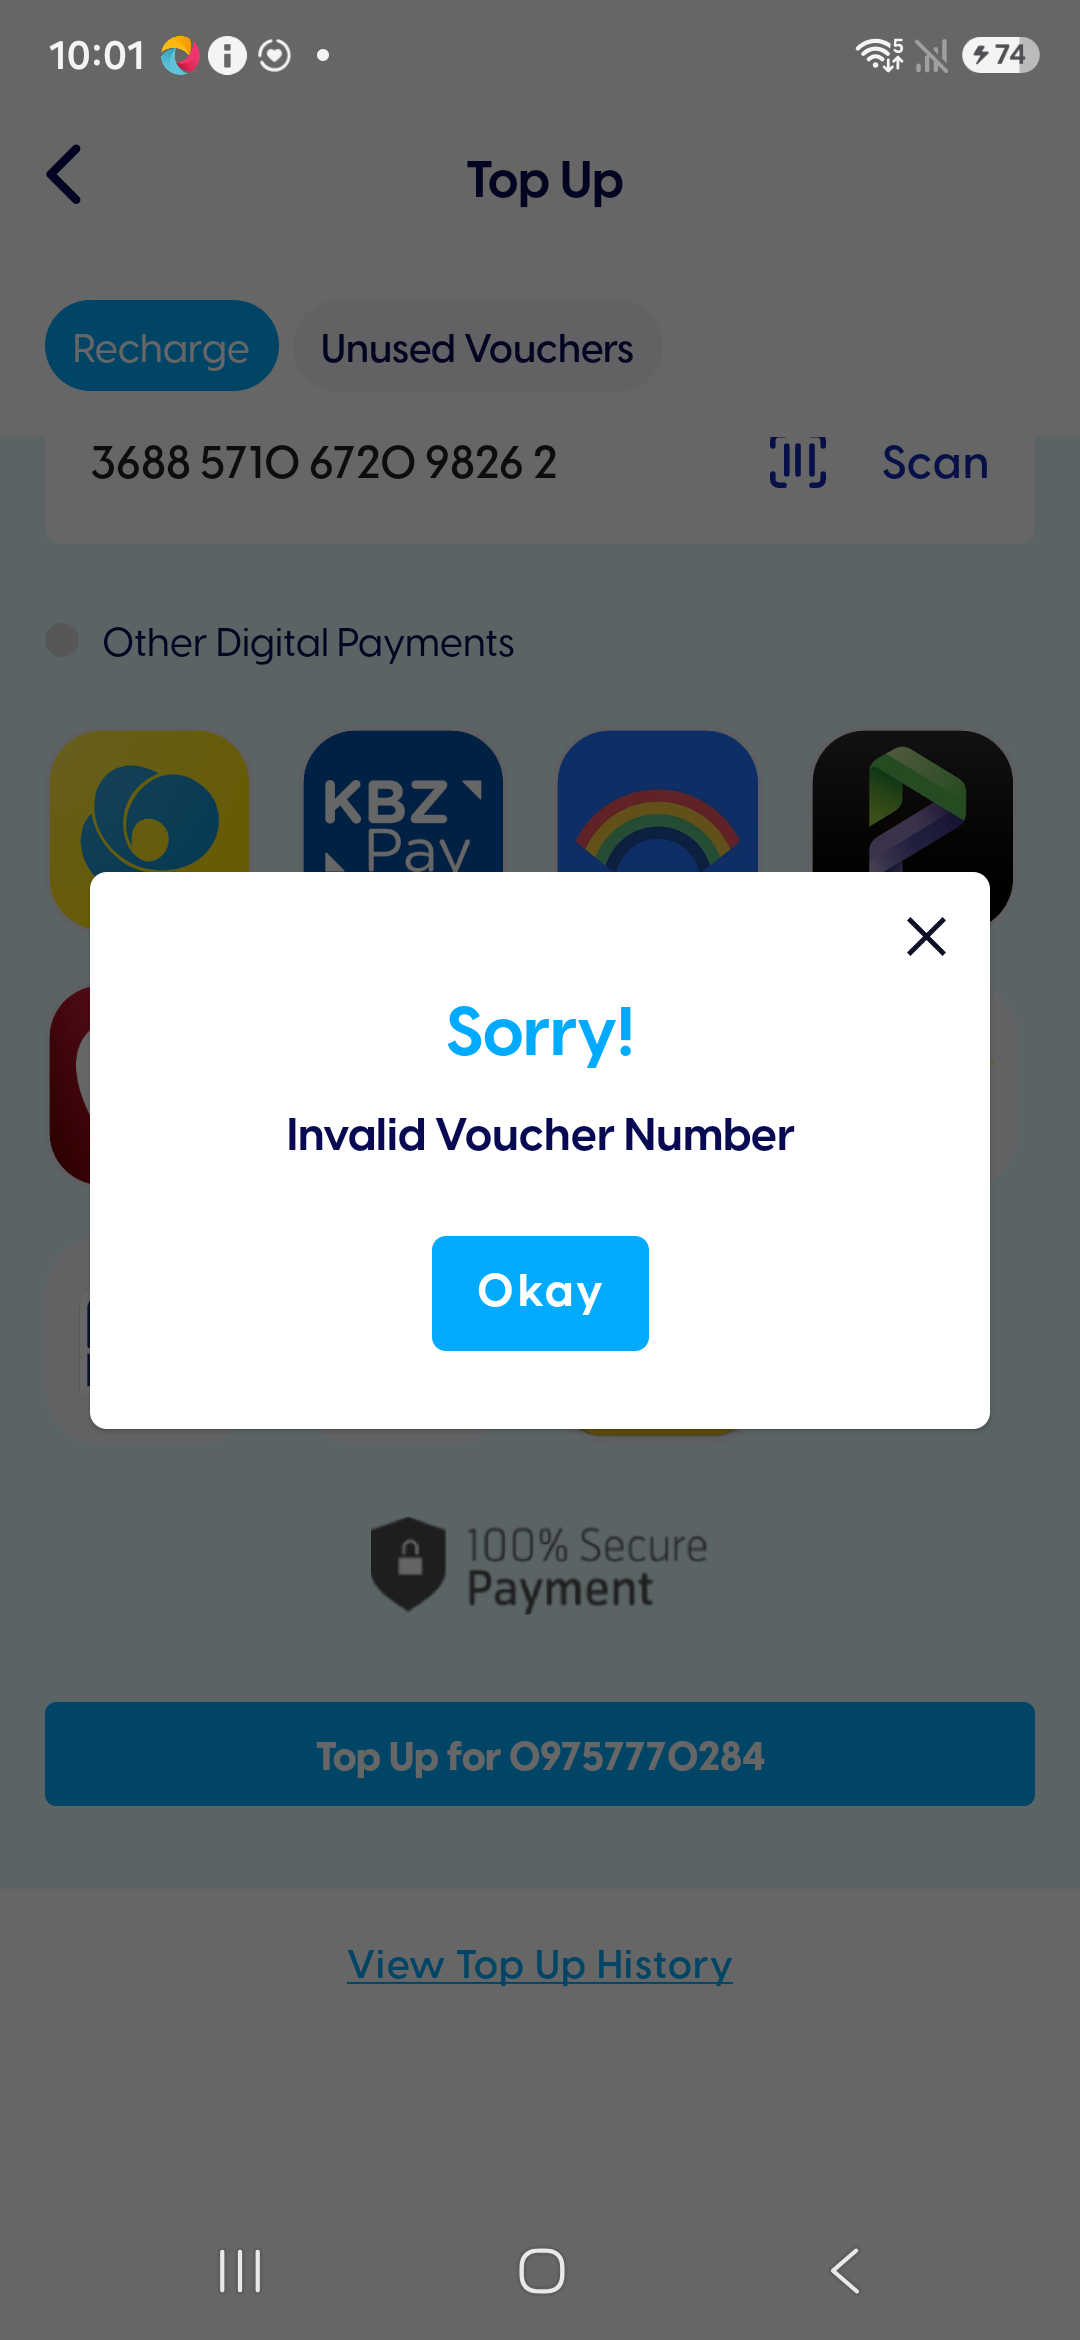 10:01
5
74
Top Up
Recharge
Unused Vouchers
3688 5710 6720 9826 2
Scan
Other Digital Payments
KBZ
Pay
Sorry!
Invalid Voucher Number
Okay
100% Secure
Payment
Top Up for 09757770284
View Top Up History